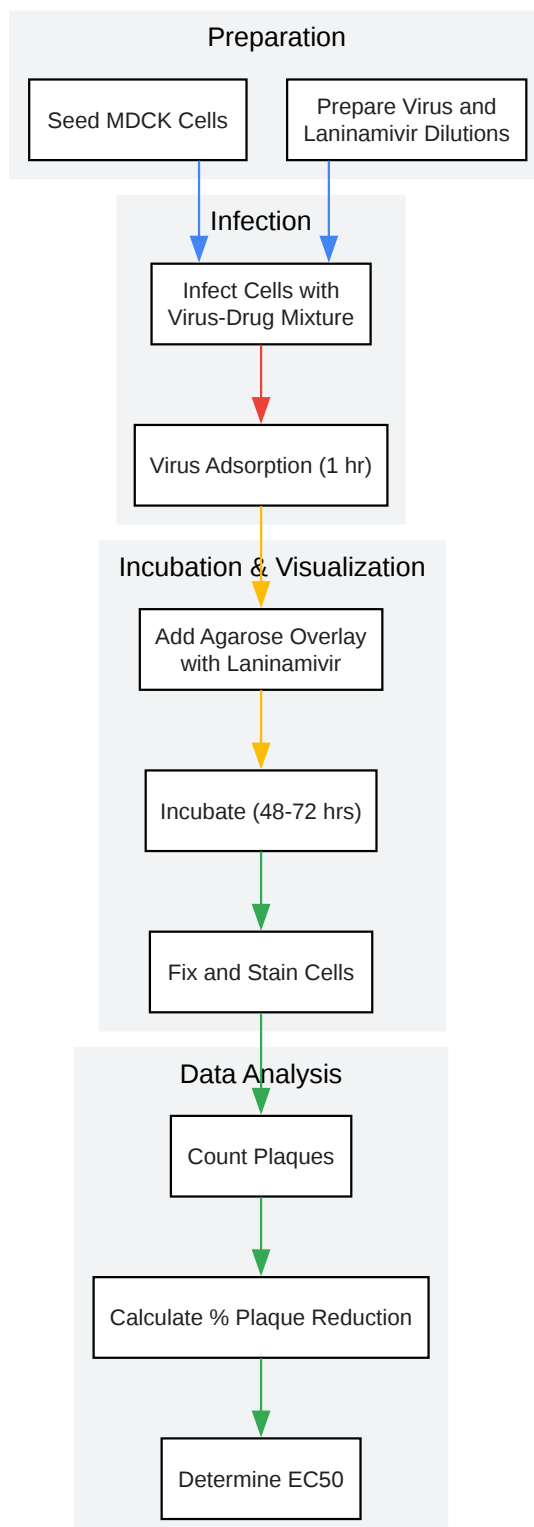 Preparation
Seed MDCK Cells
Prepare Virus and
Laninamivir Dilutions
Infection
Infect Cells with
Virus-Drug Mixture
Virus Adsorption (1 hr)
Incubation & Visualization
Add Agarose Overlay
with Laninamivir
Incubate (48-72 hrs)
Fix and Stain Cells
Data Analysis
Count Plaques
Calculate % Plaque Reduction
Determine EC50